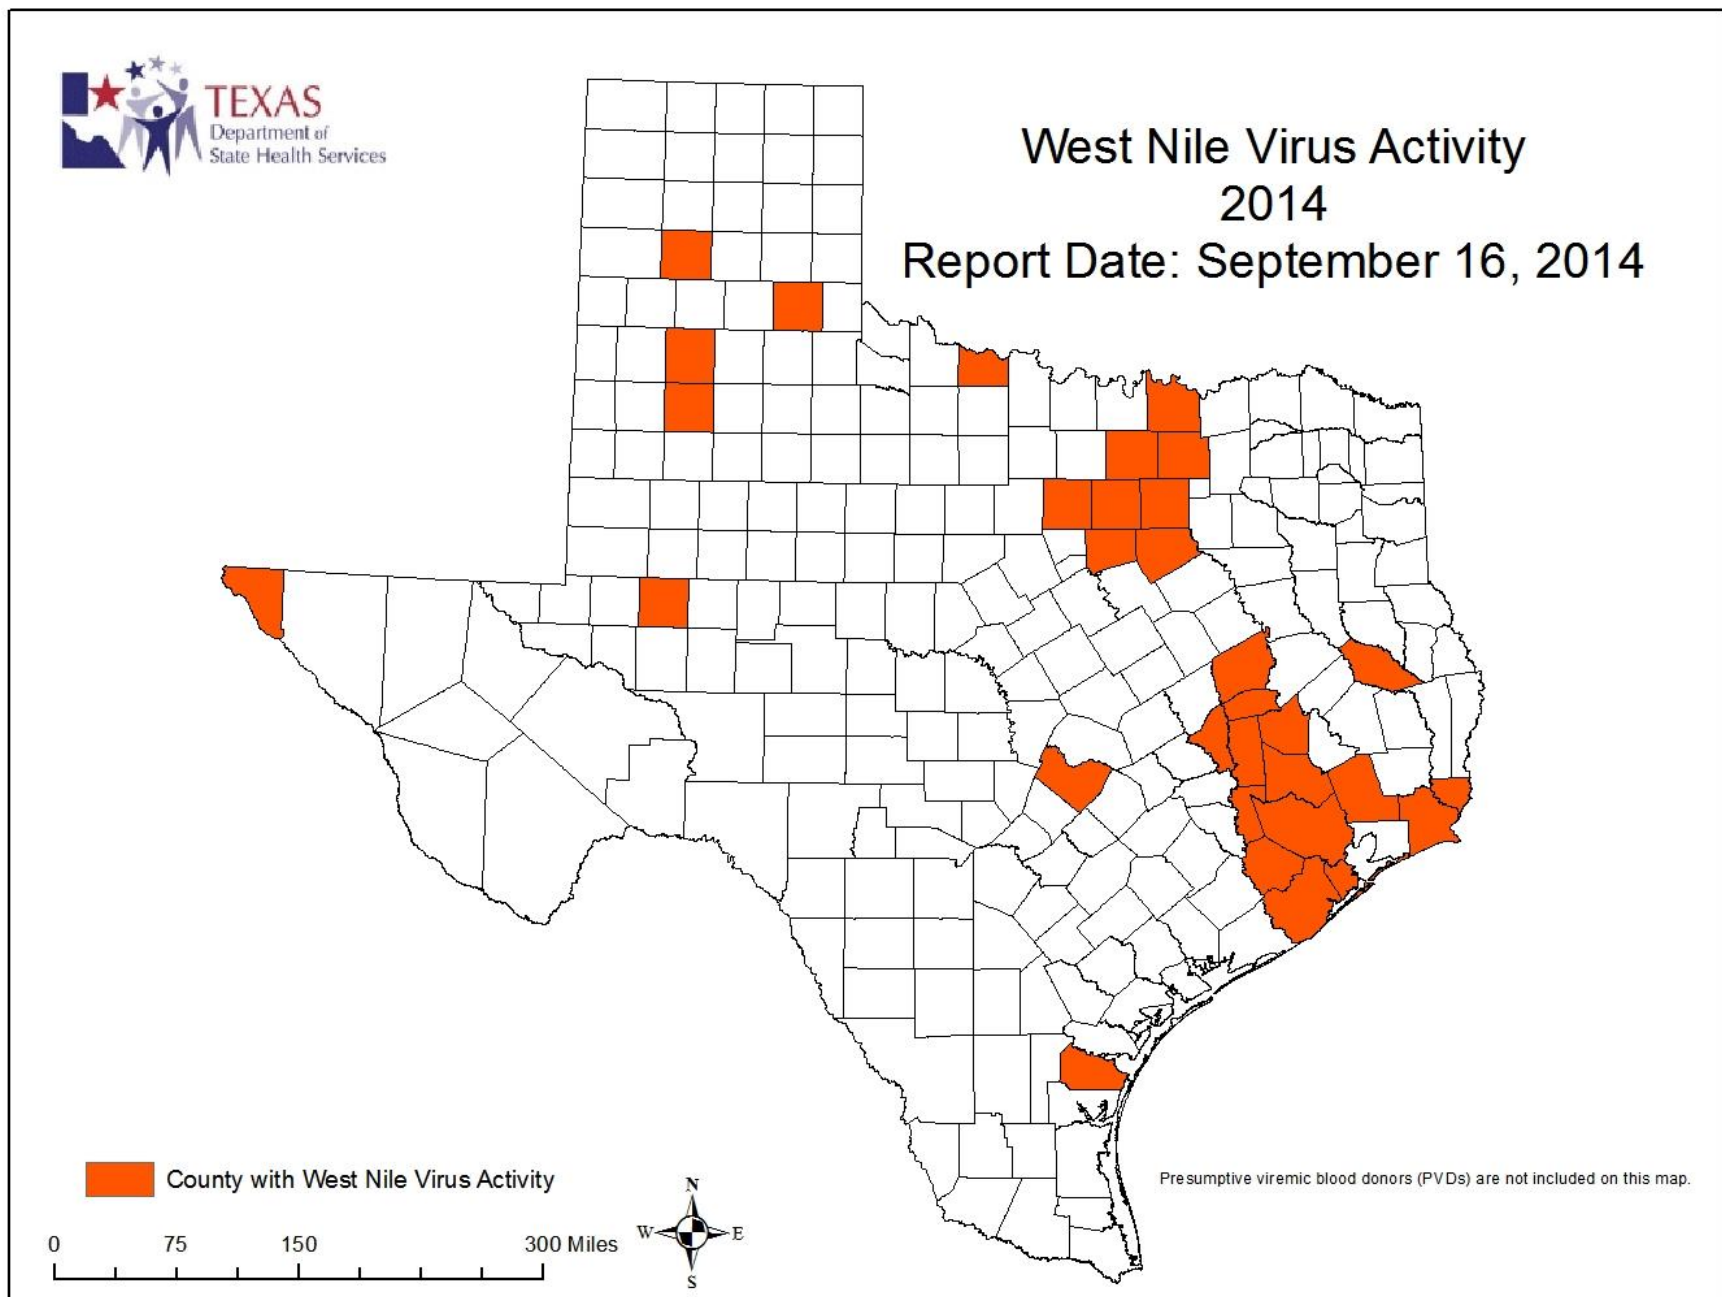 TEXAS
Department of
State Health Services
West Nile Virus Activity
2014
Report Date: September 16, 2014
County with West Nile Virus Activity
Presumptive viremic blood donors (PVDs) are not included on this map.
N
W E
S
0 75 150 300 Miles